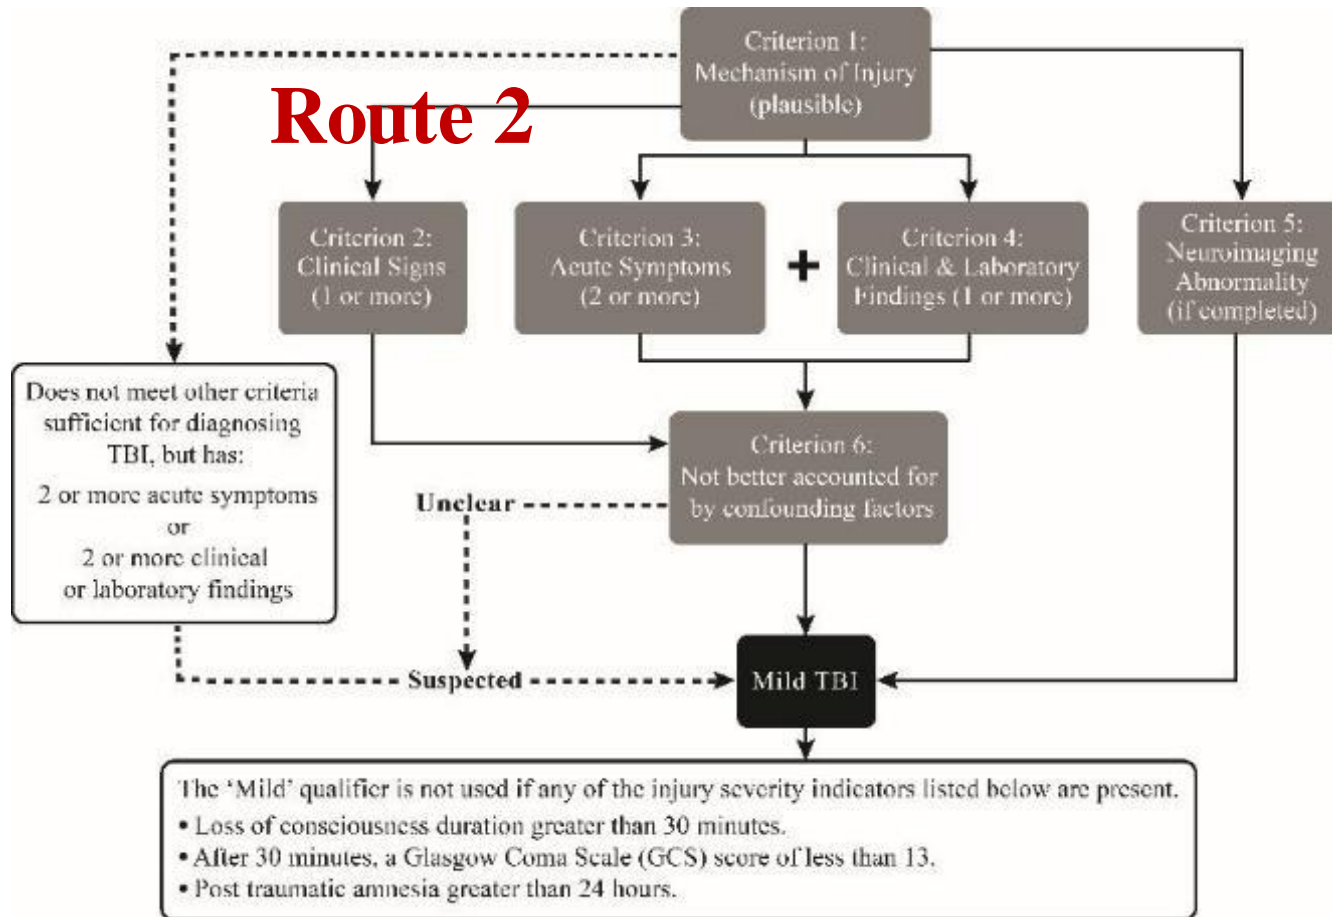 Criterion 1:
Mechanism of Injury
(plausible)
Route 2
Criterion 2:
Clinical Signs
(1 or more)
Criterion 3:
Acute Symptoms
(2 or more)
+
Criterion 4:
Clinical & Laboratory
Findings (1 or more)
Criterion 5:
Neuroimaging
Abnormality
(if completed)
Does not meet other criteria
sufficient for diagnosing
TBI, but has:
2 or more acute symptoms
or
2 or more clinical
or laboratory findings
Criterion 6:
Not better accounted for
by confounding factors
Unclear
Suspected
Mild TBI
The ‘Mild’ qualifier is not used if any of the injury severity indicators listed below are present.
• Loss of consciousness duration greater than 30 minutes.
• After 30 minutes, a Glasgow Coma Scale (GCS) score of less than 13.
• Post traumatic amnesia greater than 24 hours.